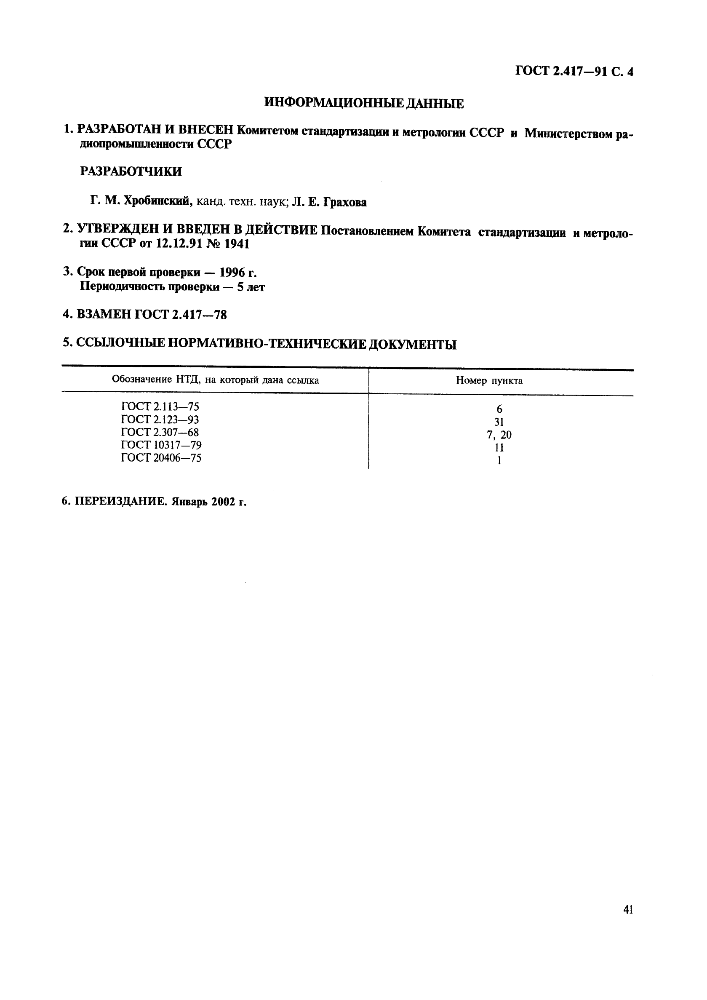 ГОСТ 2.417—91 С. 4
ИНФОРМАЦИОННЫЕ ДАННЫЕ
1. РАЗРАБОТАН И ВНЕСЕН Комитетом стандартизации и метрологии СССР и Министерством ра-
диопромышленности СССР
РАЗРАБОТЧИКИ
Г. М. Хробинский, канд. техн. наук; Л. Е. Грахова
2. УТВЕРЖДЕН И ВВЕДЕН В ДЕЙСТВИЕ Постановлением Комитета стандартизации и метроло-
гии СССР от 12.12.91 № 1941
3. Срок первой проверки — 1996 г.
Периодичность проверки — 5 лет
4. ВЗАМЕН ГОСТ 2.417—78
5. ССЫЛОЧНЫЕ НОРМАТИВНО-ТЕХНИЧЕСКИЕ ДОКУМЕНТЫ
Обозначение НТД, на который дана ссылка Номер пункта
ГОСТ 2.113—75 6
ГОСТ 2.123—93 31
ГОСТ 2.307—68 7, 20
ГОСТ 10317—79 11
ГОСТ 20406—75 1
6. ПЕРЕИЗДАНИЕ. Январь 2002 г.
41